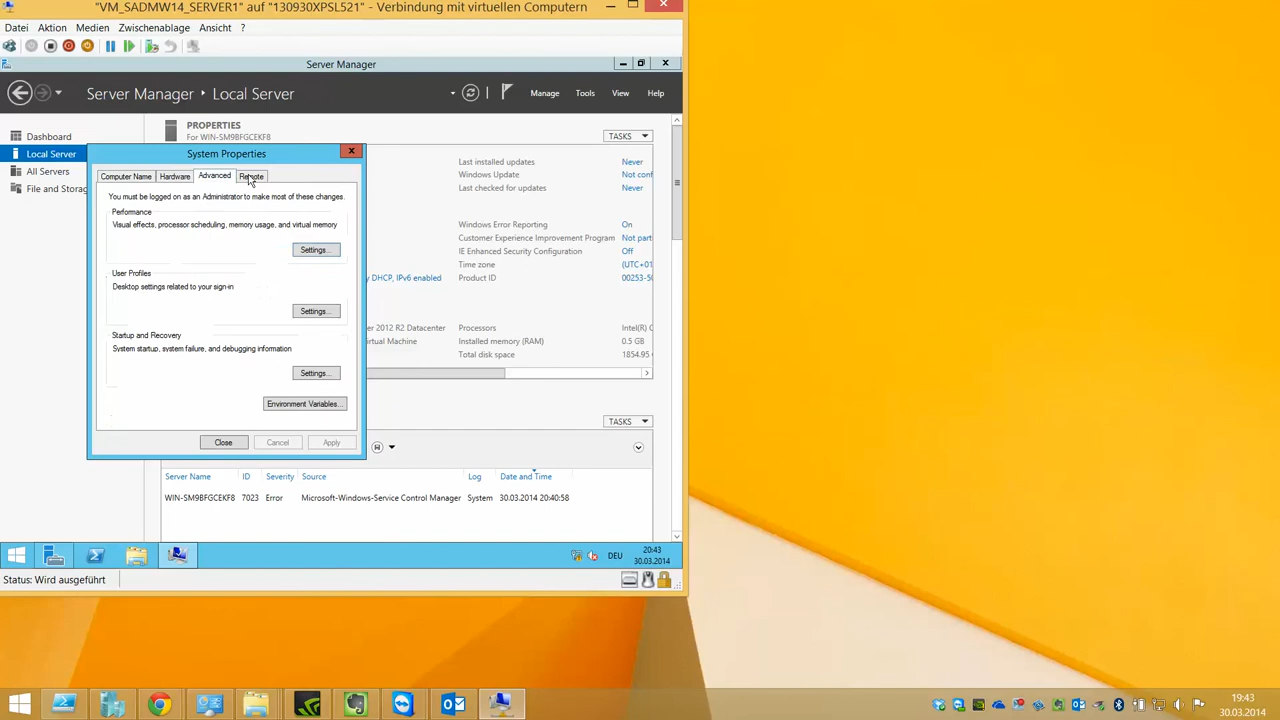 "VM_SADMW14_SERVER1" auf "130930XPSL521" - Verbindung mit virtuellen Computern
Datei Aktion Medien Zwischenablage Ansicht ?
Server Manager
Server Manager • Local Server
Manage Tools View Help
Dashboard
Local Server
All Servers
File and Storag
PROPERTIES
For WIN-SM9BFGCEKF8
TASKS
System Properties
Computer Name Hardware Advanced Remote
You must be logged on as an Administrator to make most of these changes.
Performance
Visual effects, processor scheduling, memory usage, and virtual memory
Settings...
User Profiles
Desktop settings related to your sign-in
Settings...
Startup and Recovery
System startup, system failure, and debugging information
Settings...
Environment Variables...
Close Cancel Apply
Last installed updates Never
Windows Update Not conf
Last checked for updates Never
Windows Error Reporting On
Customer Experience Improvement Program Not part
IE Enhanced Security Configuration Off
Time zone (UTC+01
y DHCP, IPv6 enabled Product ID 00253-50
er 2012 R2 Datacenter Processors Intel(R) C
Machine Installed memory (RAM) 0.5 GB
Total disk space 1854.95
TASKS
Server Name ID Severity Source Log Date and Time
WIN-SM9BFGCEKF8 7023 Error Microsoft-Windows-Service Control Manager System 30.03.2014 20:40:58
DEU
20:43
30.03.2014
Status: Wird ausgeführt
19:43
30.03.2014